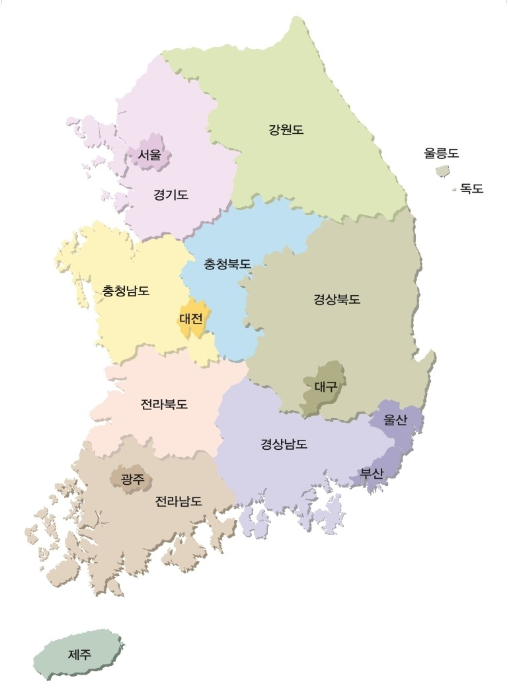 강원도
울릉도
서울
독도
경기도
충청북도
충청남도
경상북도
대전
대구
전라북도
울산
경상남도
부산
광주
전라남도
제주